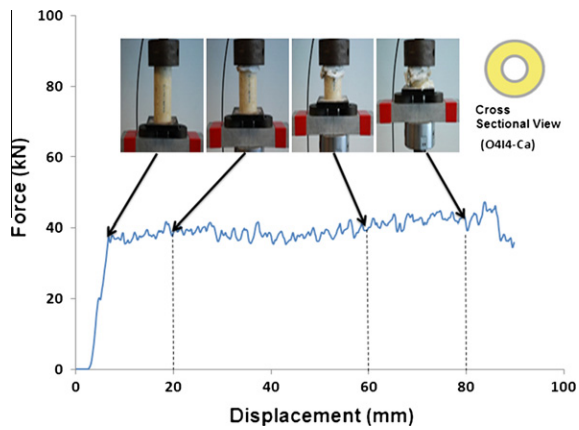 100
80
60
40
20
0
Force (kN)
Cross
Sectional View
(O4I4-Ca)
0 20 40 60 80 100
Displacement (mm)